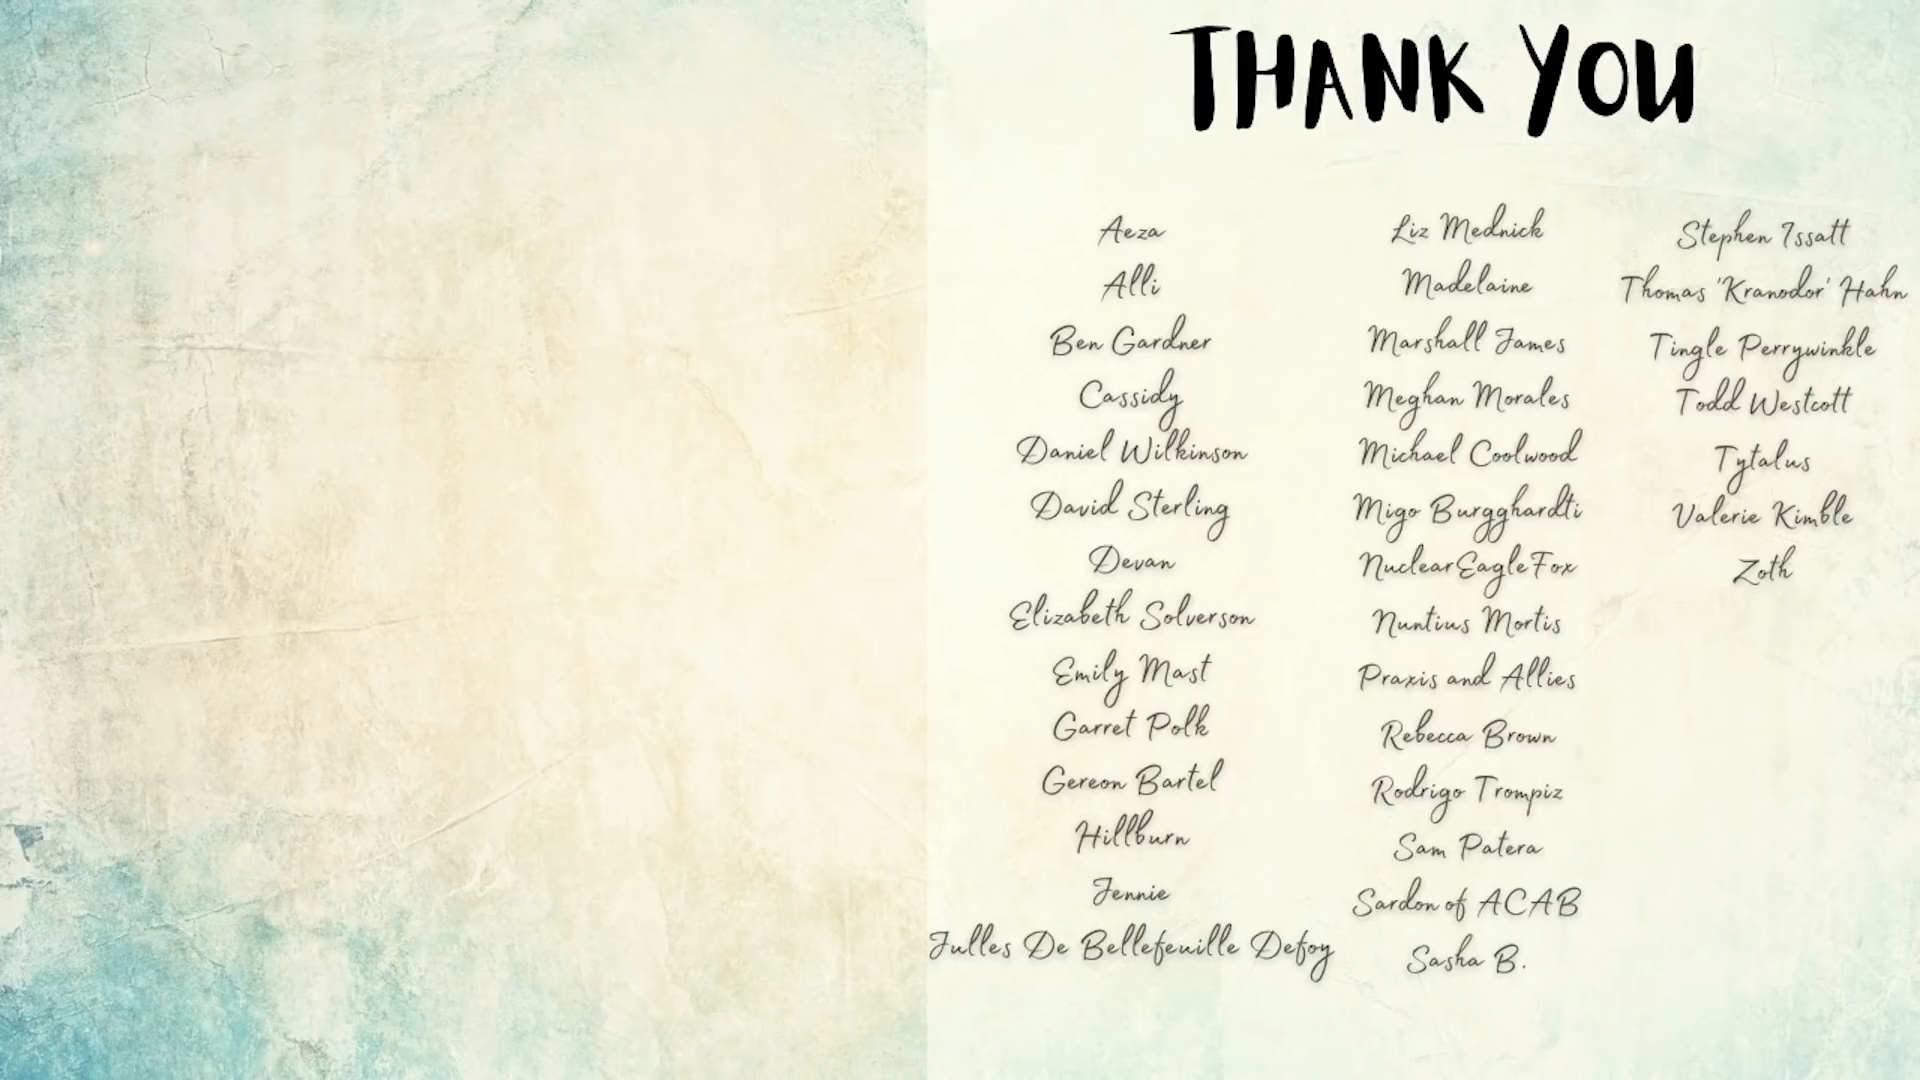 THANK YOU
Aeza
Alli
Ben Gardner
Cassidy
Daniel Wilkinson
David Sterling
Devan
Elizabeth Solverson
Emily Mast
Garret Polk
Gereon Bartel
Hillburn
Jennie
Julles De Bellefeuille Defoy
Liz Mednick
Madelaine
Marshall James
Meghan Morales
Michael Coolwood
Migo Burgghardti
NuclearEagleFox
Nuntius Mortis
Praxis and Allies
Rebecca Brown
Rodrigo Trompiz
Sam Patera
Sardon of ACAB
Sasha B.
Stephen Issatt
Thomas 'Kranodor' Hahn
Tingle Perrywinkle
Todd Westcott
Tytalus
Valerie Kimble
Zoth